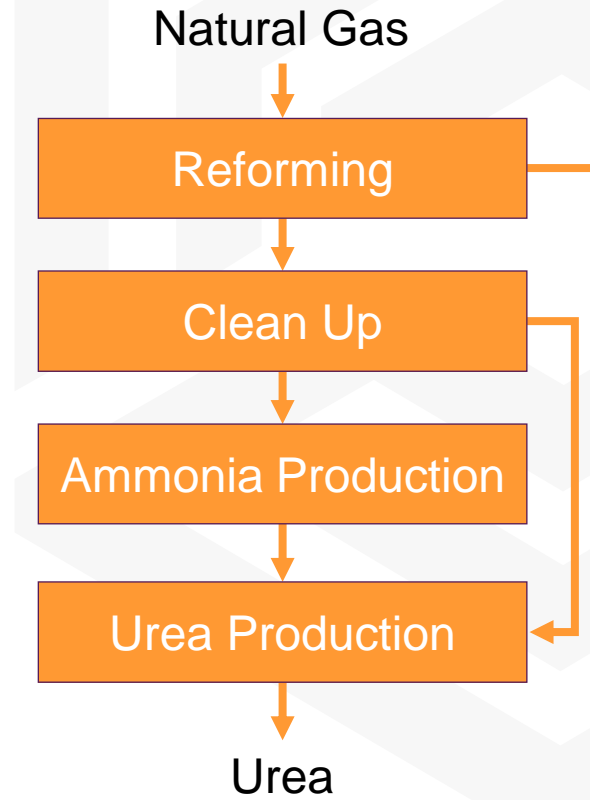 Natural Gas
Reforming
Clean Up
Ammonia Production
Urea Production
Urea